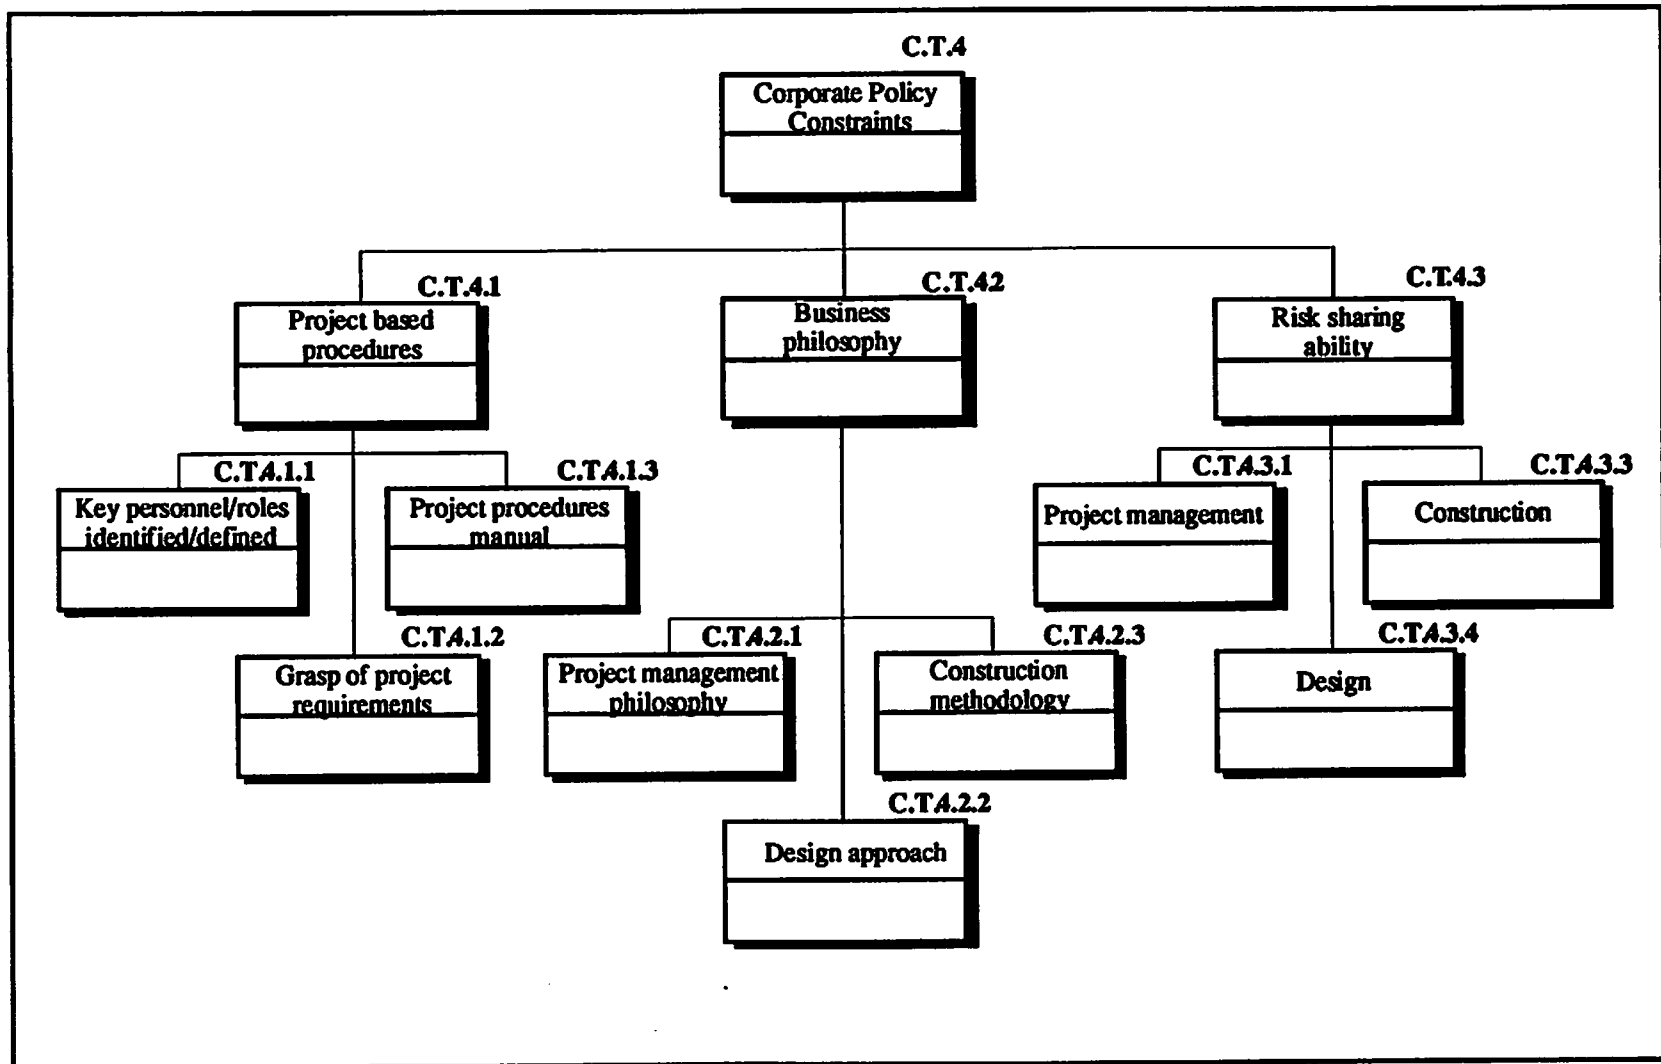 C.T.4
Corporate Policy
Constraints
C.T.4.1
Project based
procedures
C.T.4.2
Business
philosophy
C.T.4.3
Risk sharing
ability
C.T.4.1.1
Key personnel/roles
identified/defined
C.T.4.1.3
Project procedures
manual
C.T.4.3.1
Project management
C.T.4.3.3
Construction
C.T.4.1.2
Grasp of project
requirements
C.T.4.2.1
Project management
philosophy
C.T.4.2.3
Construction
methodology
C.T.4.3.4
Design
C.T.4.2.2
Design approach